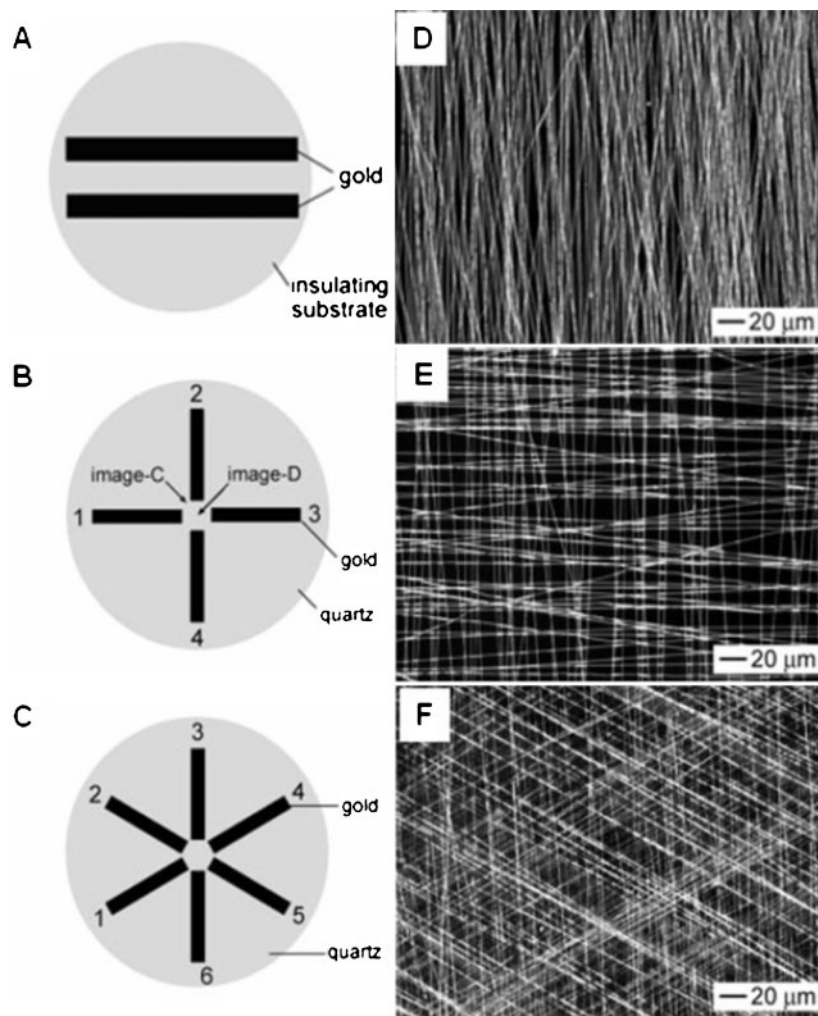 A
gold
insulating
substrate
D
20 μm
B
2
image-C
image-D
1
3
gold
quartz
4
E
20 μm
C
3
2
4
gold
1
5
quartz
6
F
20 μm